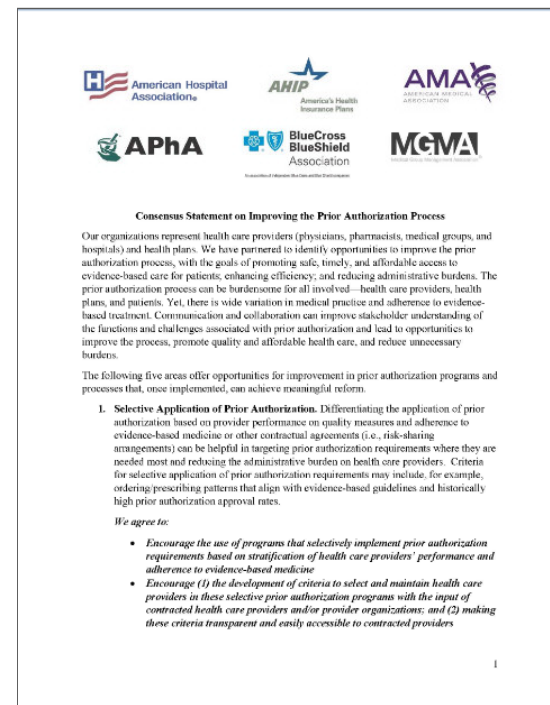 American Hospital
Association®
AHIP
America's Health
Insurance Plans
AMA
AMERICAN MEDICAL
ASSOCIATION
APhA
BlueCross
BlueShield
Association
An association of independent Blue Cross and Blue Shield companies
MGMA
Medical Group Management Association®
Consensus Statement on Improving the Prior Authorization Process
Our organizations represent health care providers (physicians, pharmacists, medical groups, and
hospitals) and health plans. We have partnered to identify opportunities to improve the prior
authorization process, with the goals of promoting safe, timely, and affordable access to
evidence-based care for patients; enhancing efficiency; and reducing administrative burdens. The
prior authorization process can be burdensome for all involved—health care providers, health
plans, and patients. Yet, there is wide variation in medical practice and adherence to evidence-
based treatment. Communication and collaboration can improve stakeholder understanding of
the functions and challenges associated with prior authorization and lead to opportunities to
improve the process, promote quality and affordable health care, and reduce unnecessary
burdens.
The following five areas offer opportunities for improvement in prior authorization programs and
processes that, once implemented, can achieve meaningful reform.
1. Selective Application of Prior Authorization. Differentiating the application of prior
authorization based on provider performance on quality measures and adherence to
evidence-based medicine or other contractual agreements (i.e., risk-sharing
arrangements) can be helpful in targeting prior authorization requirements where they are
needed most and reducing the administrative burden on health care providers. Criteria
for selective application of prior authorization requirements may include, for example,
ordering/prescribing patterns that align with evidence-based guidelines and historically
high prior authorization approval rates.
We agree to:
• Encourage the use of programs that selectively implement prior authorization
requirements based on stratification of health care providers' performance and
adherence to evidence-based medicine
• Encourage (1) the development of criteria to select and maintain health care
providers in these selective prior authorization programs with the input of
contracted health care providers and/or provider organizations; and (2) making
these criteria transparent and easily accessible to contracted providers
1